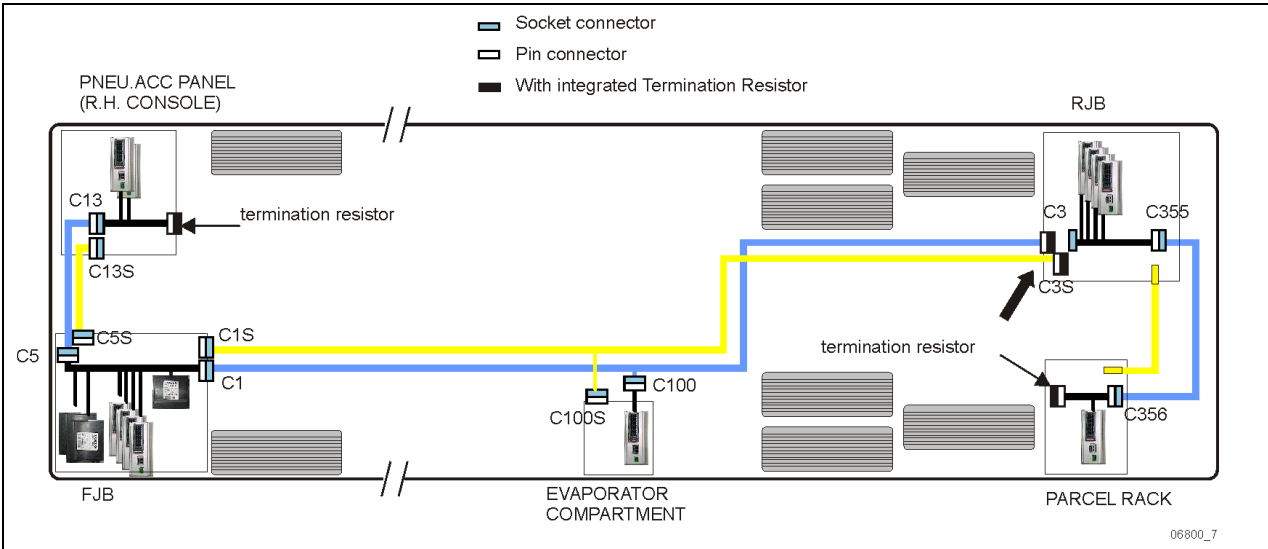 Socket connector
Pin connector
With integrated Termination Resistor
PNEU.ACC PANEL
(R.H. CONSOLE)
RJB
C13
termination resistor
C3
C355
C13S
C3S
C5S
C1S
C5
termination resistor
C1
C100
C100S
C356
FJB
EVAPORATOR
COMPARTMENT
PARCEL RACK
06800_7